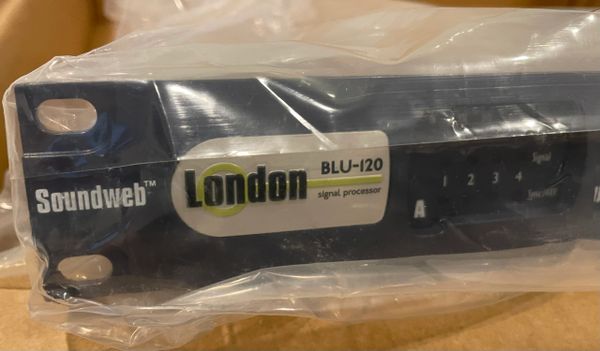 Soundweb™
London
BLU-120
signal processor
A
1 2 3 4
Signal